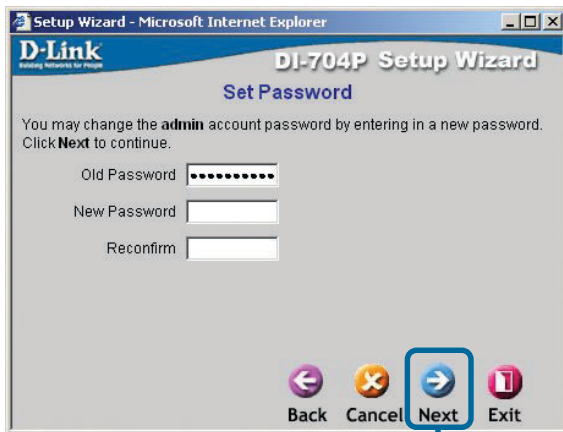 Setup Wizard - Microsoft Internet Explorer
D-Link
Building Networks for People
DI-704P Setup Wizard
Set Password
You may change the admin account password by entering in a new password.
Click Next to continue.
Old Password ••••••••••
New Password
Reconfirm
Back Cancel Next Exit